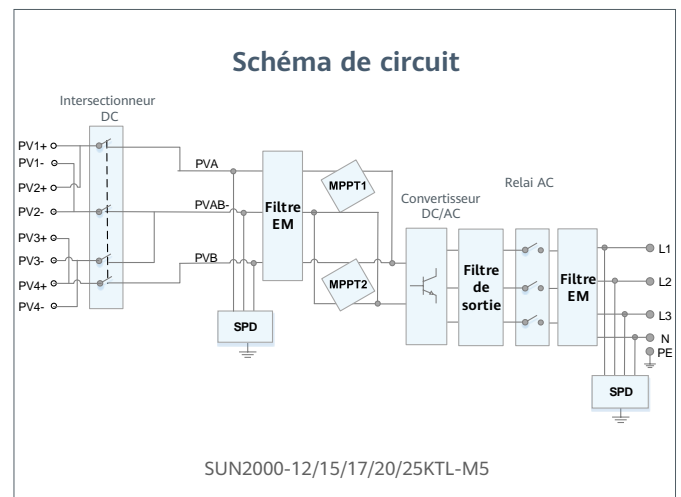 Schéma de circuit
Intersectionneur
DC
PV1+
PV1-
PV2+
PV2-
PV3+
PV3-
PV4+
PV4-
PVA
PVAB-
PVB
Filtre
EM
SPD
MPPT1
MPPT2
Convertisseur
DC/AC
Filtre
de
sortie
Relai AC
Filtre
EM
L1
L2
L3
N
PE
SPD
SUN2000-12/15/17/20/25KTL-M5